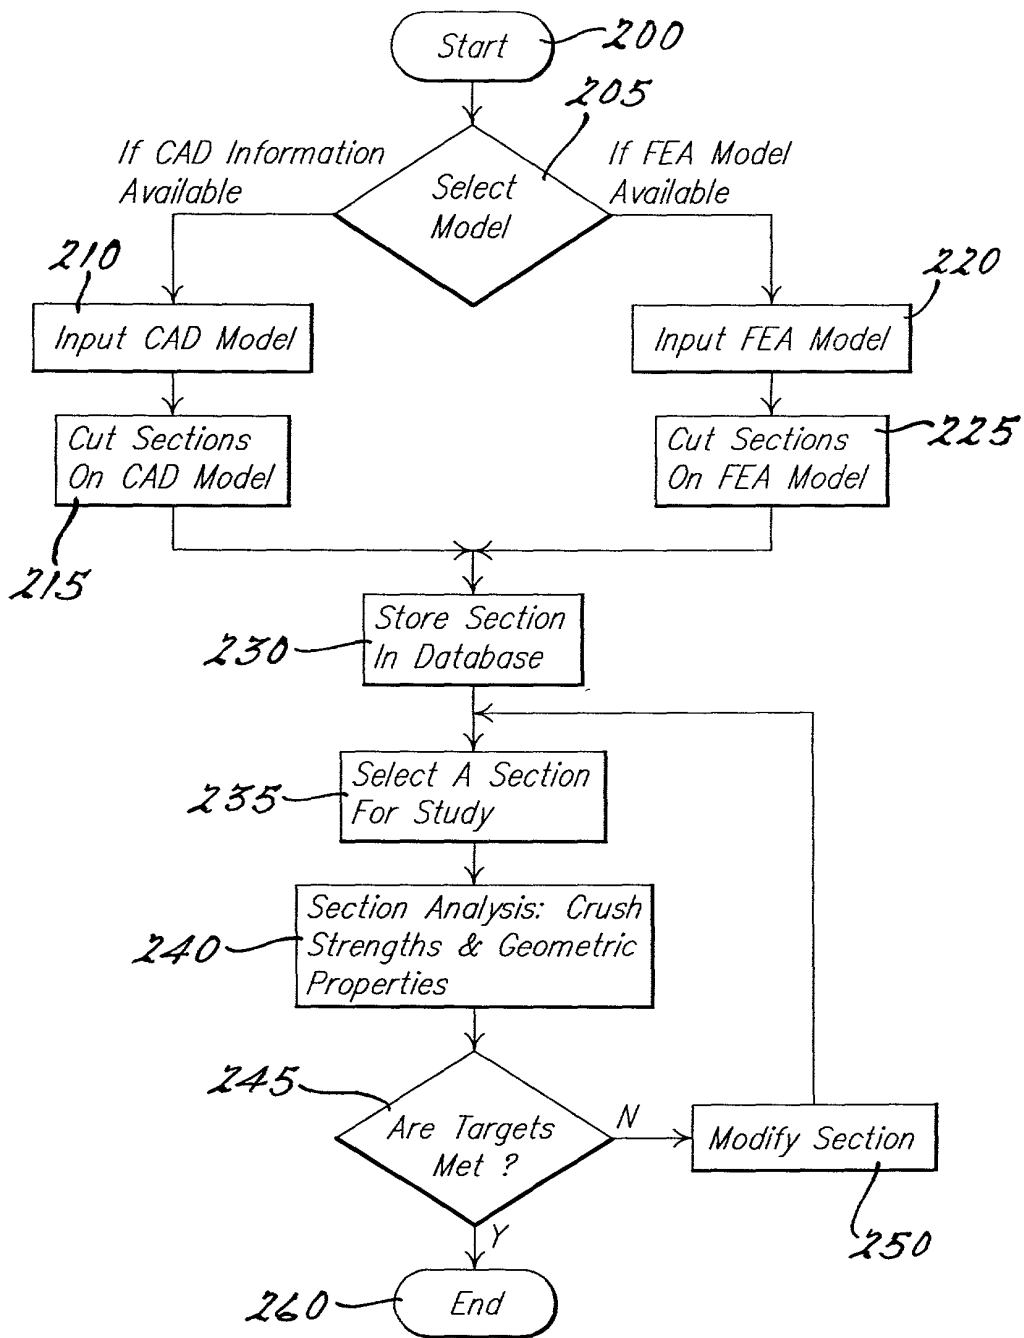 Start
200
205
If CAD Information
Available
Select
Model
If FEA Model
Available
210
220
Input CAD Model
Input FEA Model
Cut Sections
On CAD Model
Cut Sections
On FEA Model
225
215
Store Section
In Database
230
Select A Section
For Study
235
Section Analysis: Crush
Strengths & Geometric
Properties
240
245
Are Targets
Met ?
N
Modify Section
250
Y
End
260